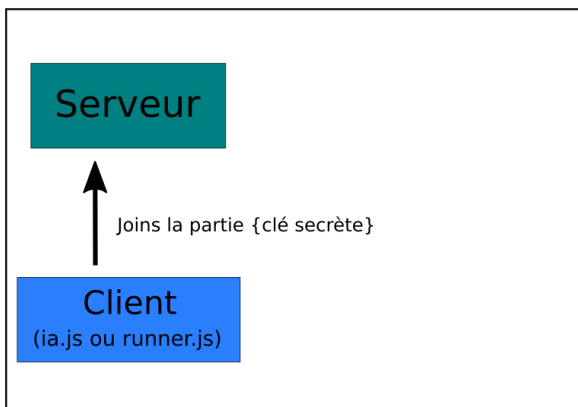 Serveur
Joins la partie {clé secrète}
Client
(ia.js ou runner.js)